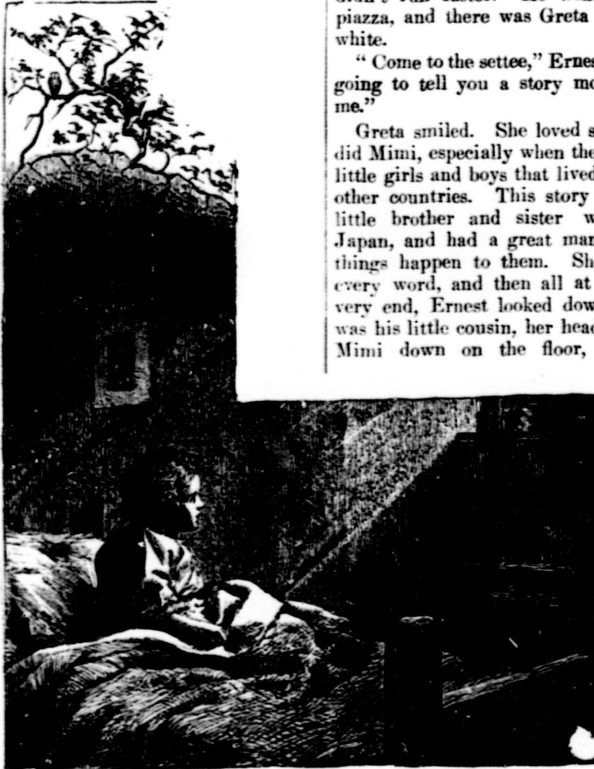 piazza, and there was Greta
white.
“ Come to the settee,” Ernes
going to tell you a story mo
me.”
Greta smiled. She loved s
did Mimi, especially when the
little girls and boys that lived
other countries. This story
little brother and sister w
Japan, and had a great mar
things happen to them. Sh
every word, and then all at
very end, Ernest looked dow
was his little cousin, her head
Mimi down on the floor,